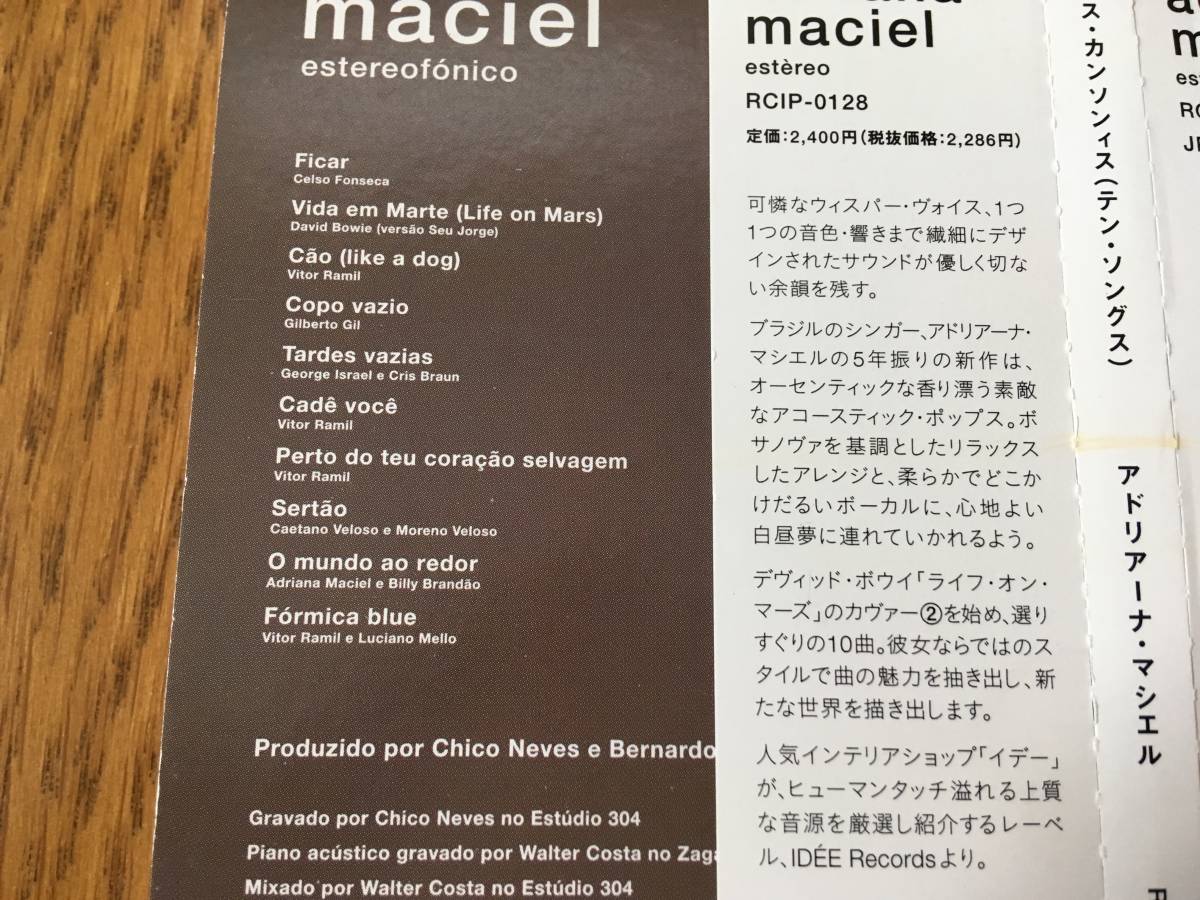 maciel
estereofónico
Ficar
Celso Fonseca
Vida em Marte (Life on Mars)
David Bowie (versão Seu Jorge)
Cão (like a dog)
Vitor Ramil
Copo vazio
Gilberto Gil
Tardes vazias
George Israel e Cris Braun
Cadê você
Vitor Ramil
Perto do teu coração selvagem
Vitor Ramil
Sertão
Caetano Veloso e Moreno Veloso
O mundo ao redor
Adriana Maciel e Billy Brandão
Fórmica blue
Vitor Ramil e Luciano Mello
Produzido por Chico Neves e Bernardo
Gravado por Chico Neves no Estúdio 304
Piano acústico gravado por Walter Costa no
Mixado por Walter Costa no Estúdio 304
maciel
estèreo
RCIP-0128
定価:2,400円(税抜価格:2,286円)
可憐なウィスパー・ヴォイス、1つ
1つの音色・響きまで繊細にデザ
インされたサウンドが優しく切な
い余韻を残す。
ブラジルのシンガー、アドリアーナ・
マシエルの5年振りの新作は、
オーセンティックな香り漂う素敵
なアコースティック・ポップス。ボ
サノヴァを基調としたリラックス
したアレンジと、柔らかでどこか
けだるいボーカルに、心地よい
白昼夢に連れていかれるよう。
デヴィッド・ボウイ「ライフ・オン・
マーズ」のカヴァー②を始め、選り
すぐりの10曲。彼女ならではのス
タイルで曲の魅力を抽き出し、新
たな世界を描き出します。
人気インテリアショップ「イデー」
が、ヒューマンタッチ溢れる上質
な音源を厳選し紹介するレーベ
ル、IDÉE Recordsより。
ス・カンソンィス(テン・ソングス)
アドリアーナ・マシエル